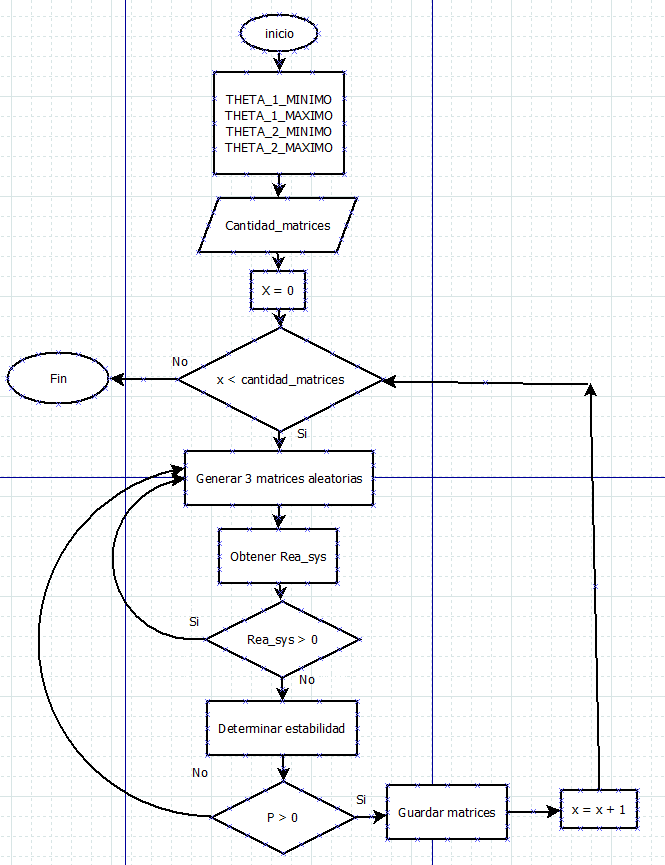 inicio
THETA_1_MINIMO
THETA_1_MAXIMO
THETA_2_MINIMO
THETA_2_MAXIMO
Cantidad_matrices
X = 0
No
x < cantidad_matrices
Fin
Si
Generar 3 matrices aleatorias
Obtener Rea_sys
Si
Rea_sys > 0
No
Determinar estabilidad
No
P > 0
Si
Guardar matrices
x = x + 1